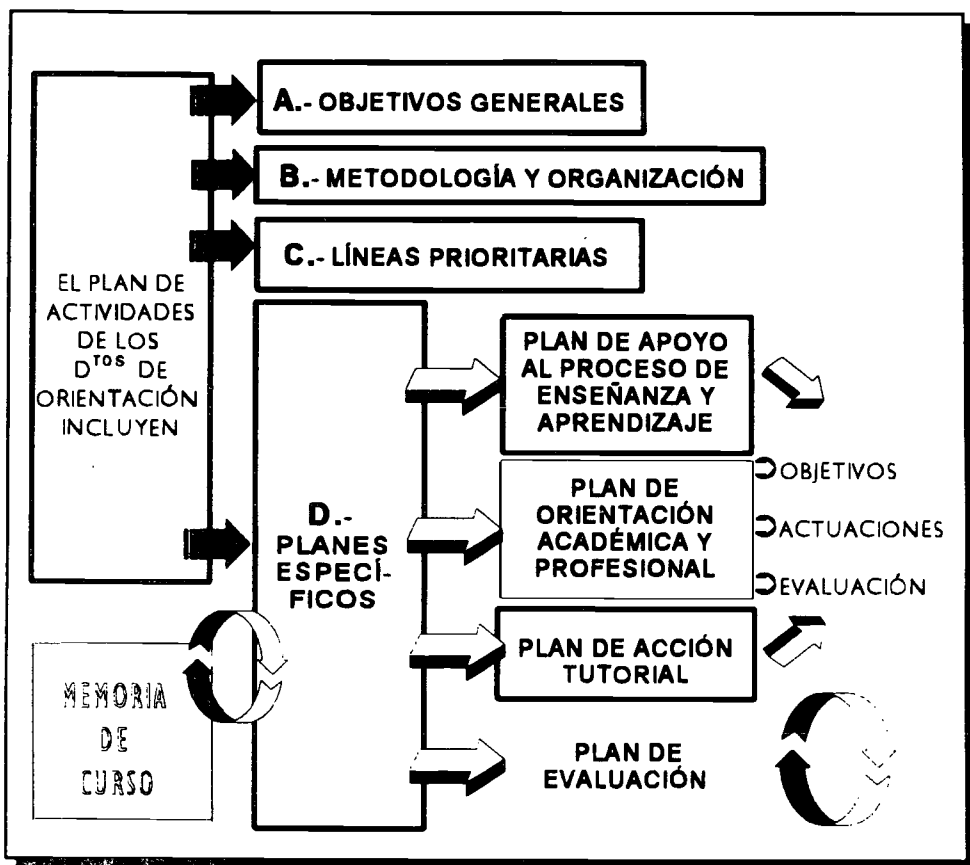 A.- OBJETIVOS GENERALES
B.- METODOLOGÍA Y ORGANIZACIÓN
C.- LÍNEAS PRIORITARIAS
EL PLAN DE
ACTIVIDADES
DE LOS
Dᵀᴼˢ DE
ORIENTACIÓN
INCLUYEN
D.-
PLANES
ESPECÍ-
FICOS
PLAN DE APOYO
AL PROCESO DE
ENSEÑANZA Y
APRENDIZAJE
PLAN DE
ORIENTACIÓN
ACADÉMICA Y
PROFESIONAL
OBJETIVOS
ACTUACIONES
EVALUACIÓN
PLAN DE ACCIÓN
TUTORIAL
PLAN DE
EVALUACIÓN
MEMORIA
DE
CURSO